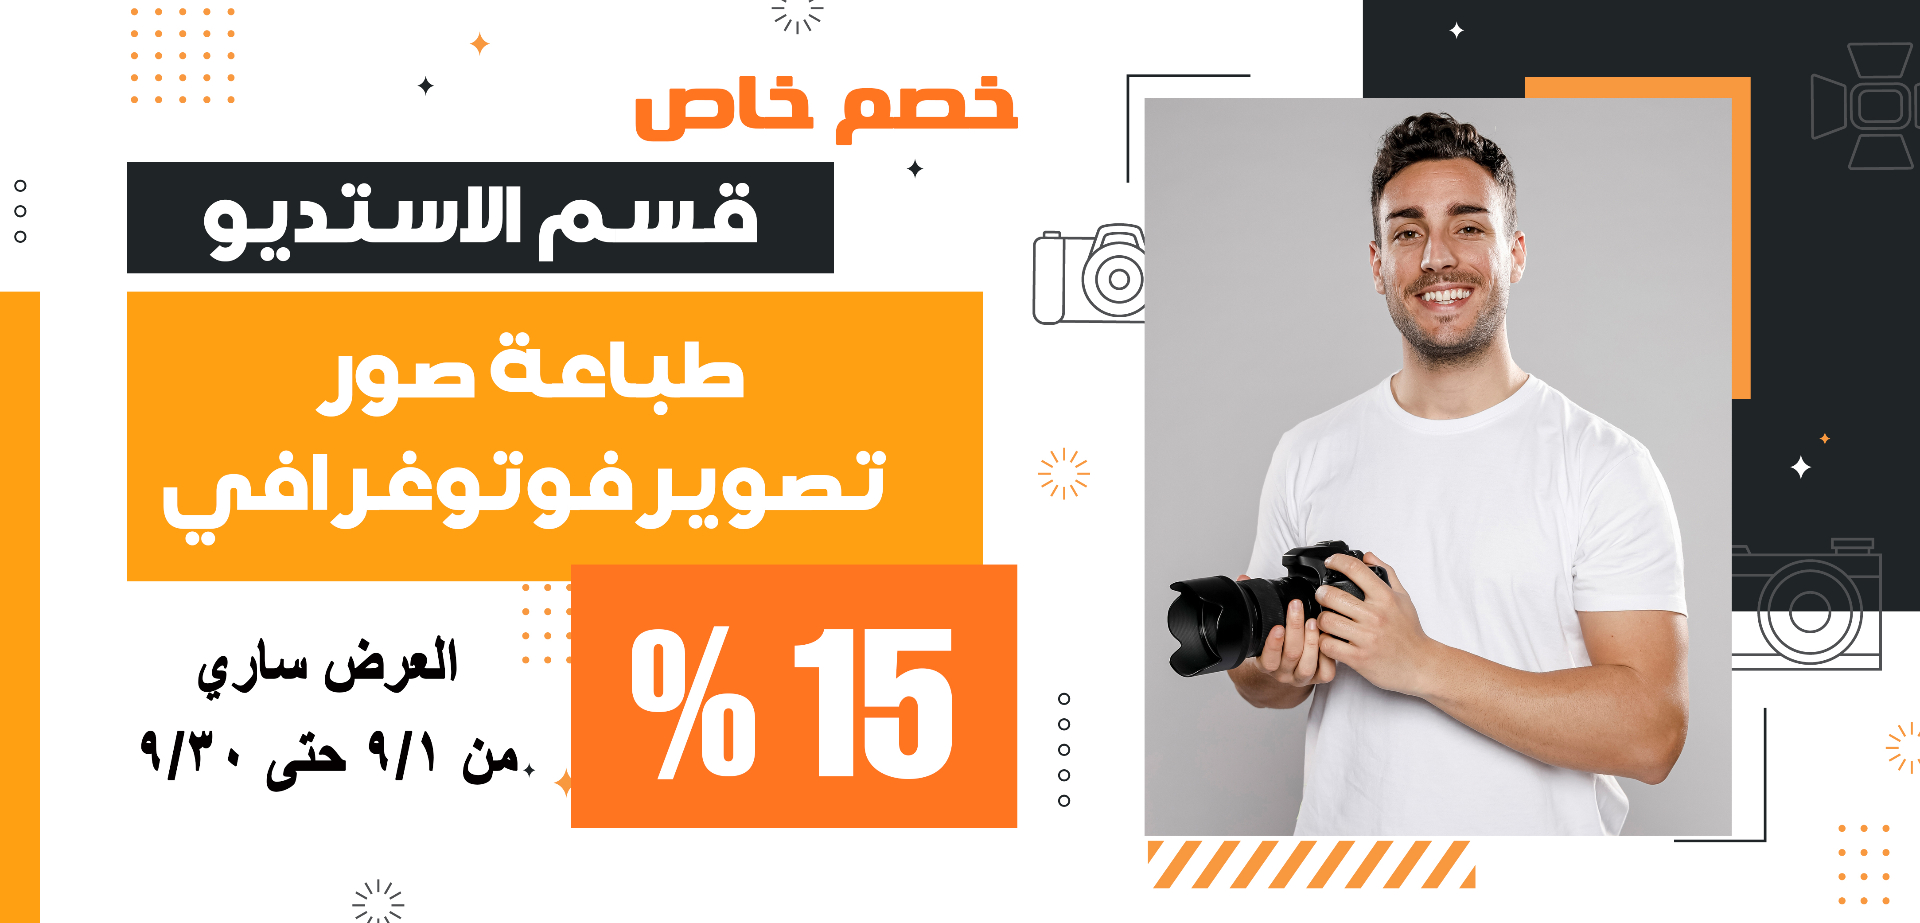 خصم خاص
قسم الاستديو
طباعة صور
تصوير فوتوغرافي
% 15
العرض ساري
من ٩/١ حتى ٩/٣٠